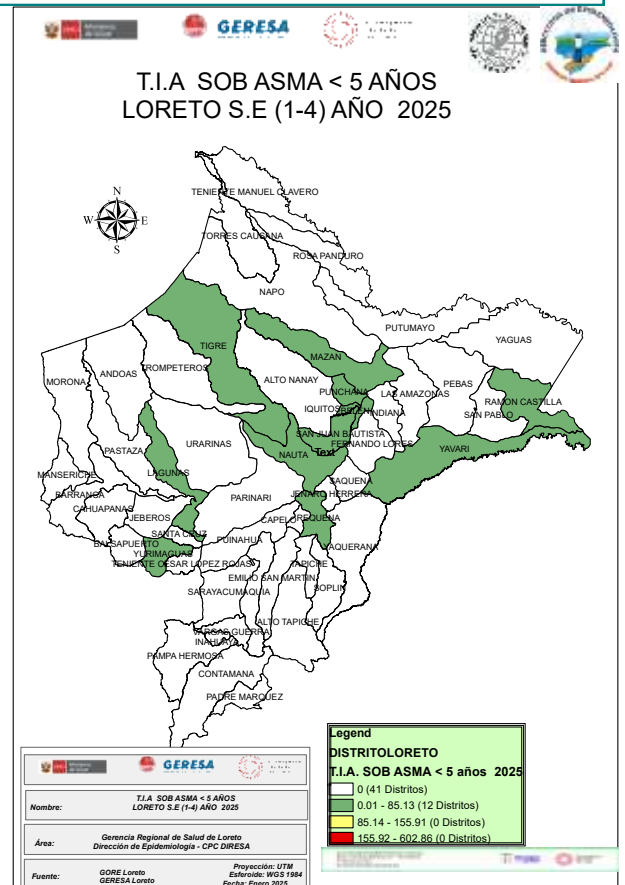 GERESA
T.I.A SOB ASMA < 5 AÑOS
LORETO S.E (1-4) AÑO 2025
N
W E
S
TENIENTE MANUEL CLAVERO
TORRES CAUSANA
ROSA PANDURO
NAPO
PUTUMAYO
YAGUAS
TIGRE
MAZAN
TROMPETEROS
ANDOAS
MORONA
ALTO NANAY
PUNCHANA
LAS AMAZONAS
PEBAS
RAMON CASTILLA
SAN PABLO
IQUITOS
BELEN
INDIANA
SAN JUAN BAUTISTA
FERNANDO LORES
Text
NAUTA
YAVARI
URARINAS
PASTAZA
LAGUNAS
MANSERICHE
BARRANCA
CAHUAPANAS
JEBEROS
PARINARI
SAQUENA
JENARO HERRERA
CAPELO
REQUENA
SANTA CRUZ
PUINAHUA
YAQUERANA
BALSAPUERTO
YURIMAGUAS
TENIENTE CESAR LOPEZ ROJAS
TAPICHE
EMILIO SAN MARTIN
SOPLIN
SARAYACU
MAQUIA
ALTO TAPICHE
VARGAS GUERRA
INAHUAYA
PAMPA HERMOSA
CONTAMANA
PADRE MARQUEZ
Legend
DISTRITOLORETO
T.I.A. SOB ASMA < 5 años 2025
0 (41 Distritos)
0.01 - 85.13 (12 Distritos)
85.14 - 155.91 (0 Distritos)
155.92 - 602.86 (0 Distritos)
GERESA
Nombre: T.I.A SOB ASMA < 5 AÑOS
LORETO S.E (1-4) AÑO 2025
Área: Gerencia Regional de Salud de Loreto
Dirección de Epidemiología - CPC DIRESA
Fuente: GORE Loreto
GERESA Loreto
Proyección: UTM
Esferoide: WGS 1984
Fecha: Enero 2025